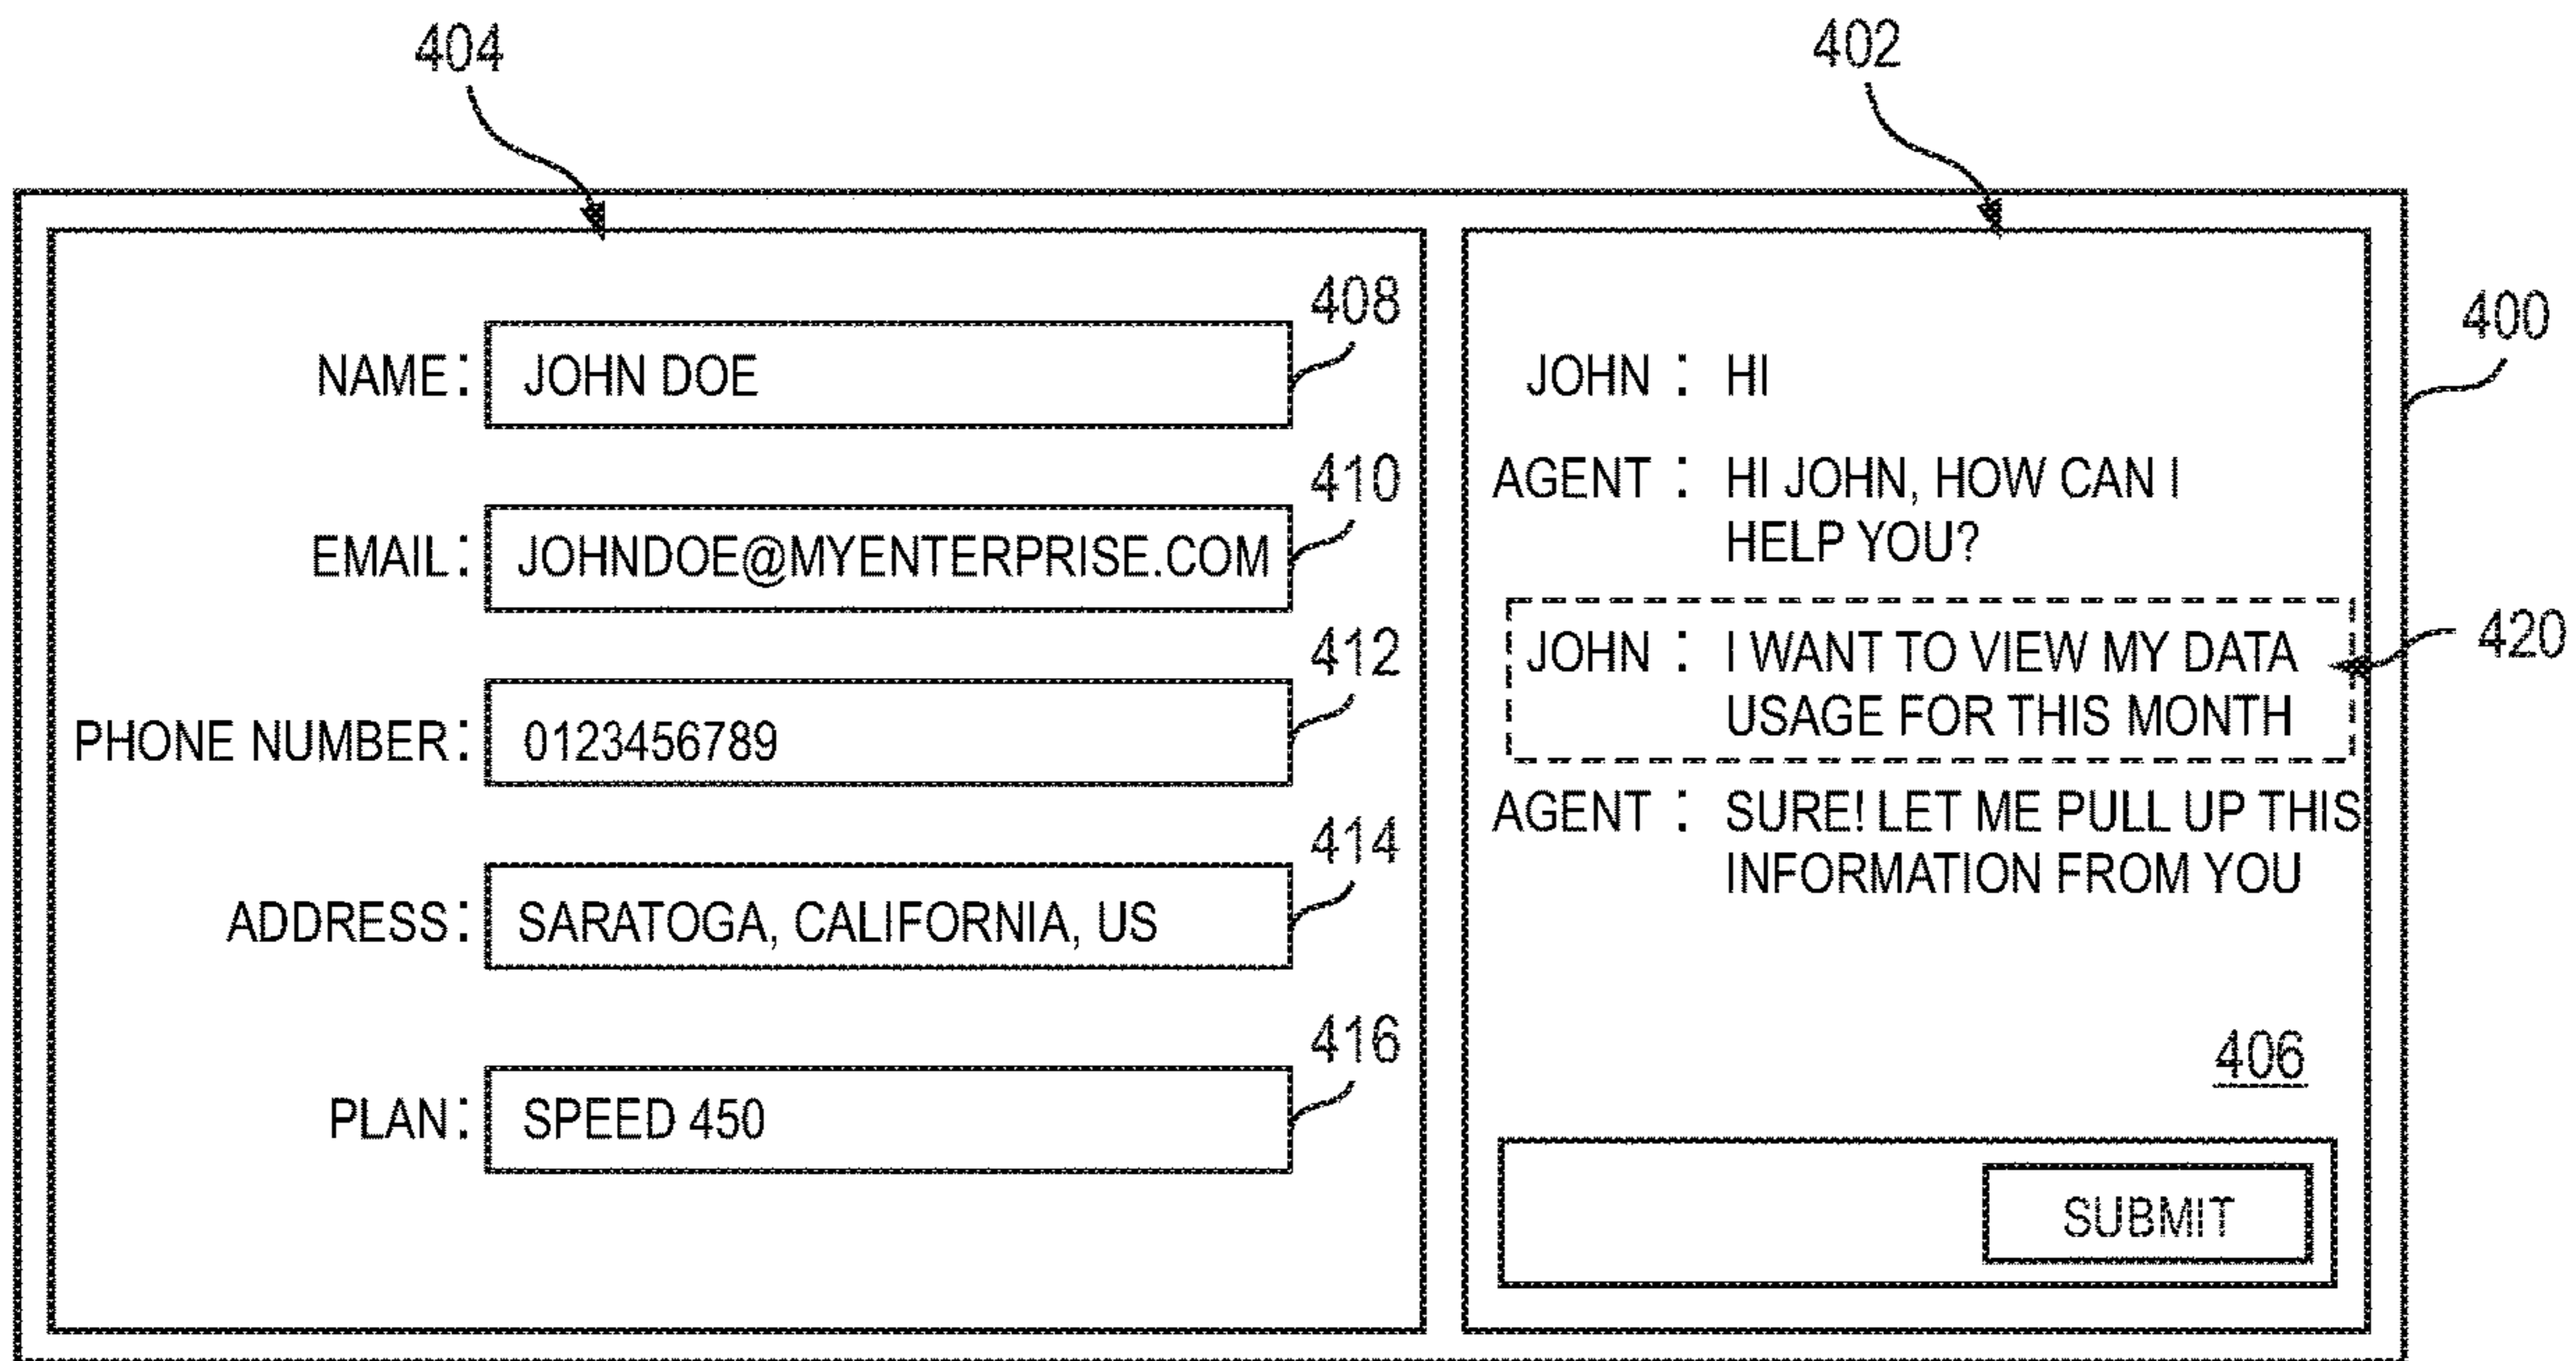 404
402
400
NAME: JOHN DOE
408
EMAIL: JOHNDOE@MYENTERPRISE.COM
410
PHONE NUMBER: 0123456789
412
ADDRESS: SARATOGA, CALIFORNIA, US
414
PLAN: SPEED 450
416
JOHN : HI
AGENT : HI JOHN, HOW CAN I
HELP YOU?
JOHN : I WANT TO VIEW MY DATA
USAGE FOR THIS MONTH
420
AGENT : SURE! LET ME PULL UP THIS
INFORMATION FROM YOU
406
SUBMIT